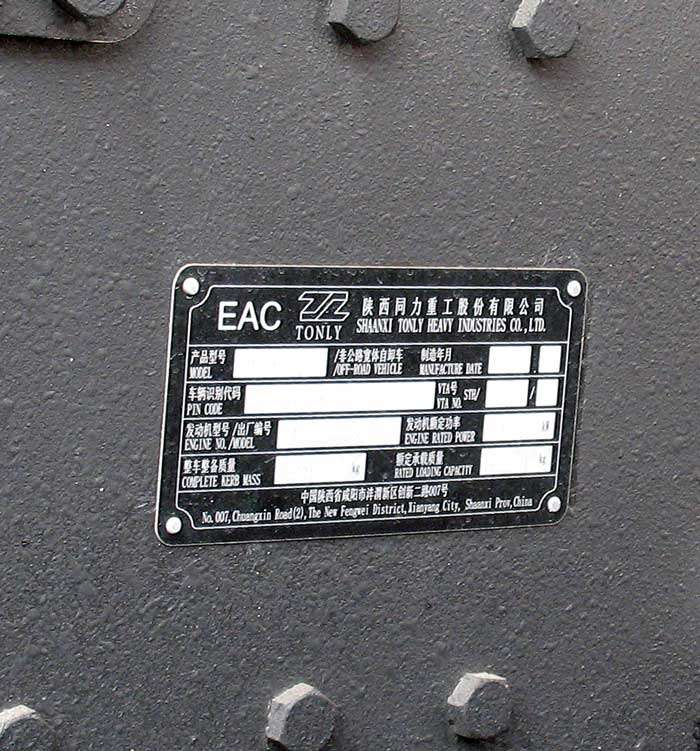 EAC TONLY 陕西同力重工股份有限公司
SHAANXI TONLY HEAVY INDUSTRIES CO., LTD.
产品型号 /非公路宽体自卸车 制造年月
MODEL /OFF-ROAD VEHICLE MANUFACTURE DATE
车辆识别代码 VTA号 STH/ /
PIN CODE VTA NO.
发动机型号/出厂编号 发动机额定功率 kW
ENGINE NO./MODEL ENGINE RATED POWER
整车整备质量 kg 额定承载质量 kg
COMPLETE KERB MASS RATED LOADING CAPACITY
中国陕西省咸阳市沣渭新区创新二路007号
No. 007, Chuangxin Road(2), The New Fengwei District, Xianyang City, Shaanxi Prov, China